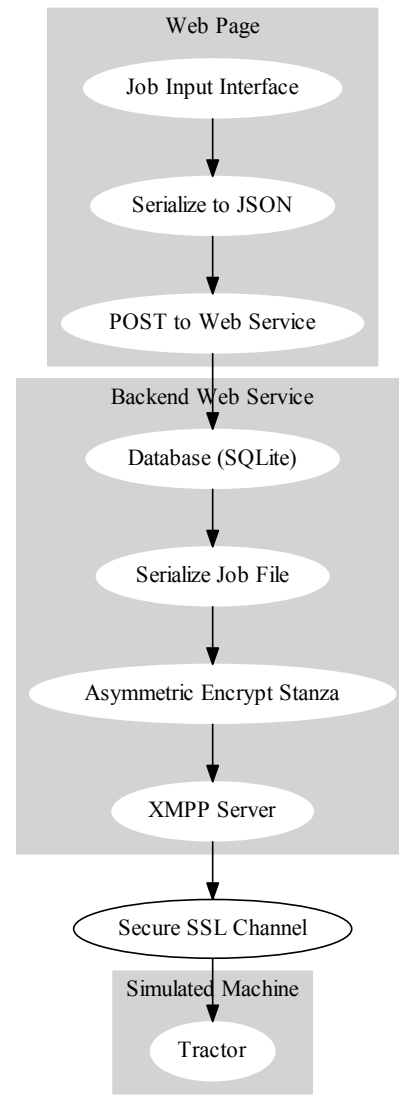 Web Page
Job Input Interface
Serialize to JSON
POST to Web Service
Backend Web Service
Database (SQLite)
Serialize Job File
Asymmetric Encrypt Stanza
XMPP Server
Secure SSL Channel
Simulated Machine
Tractor